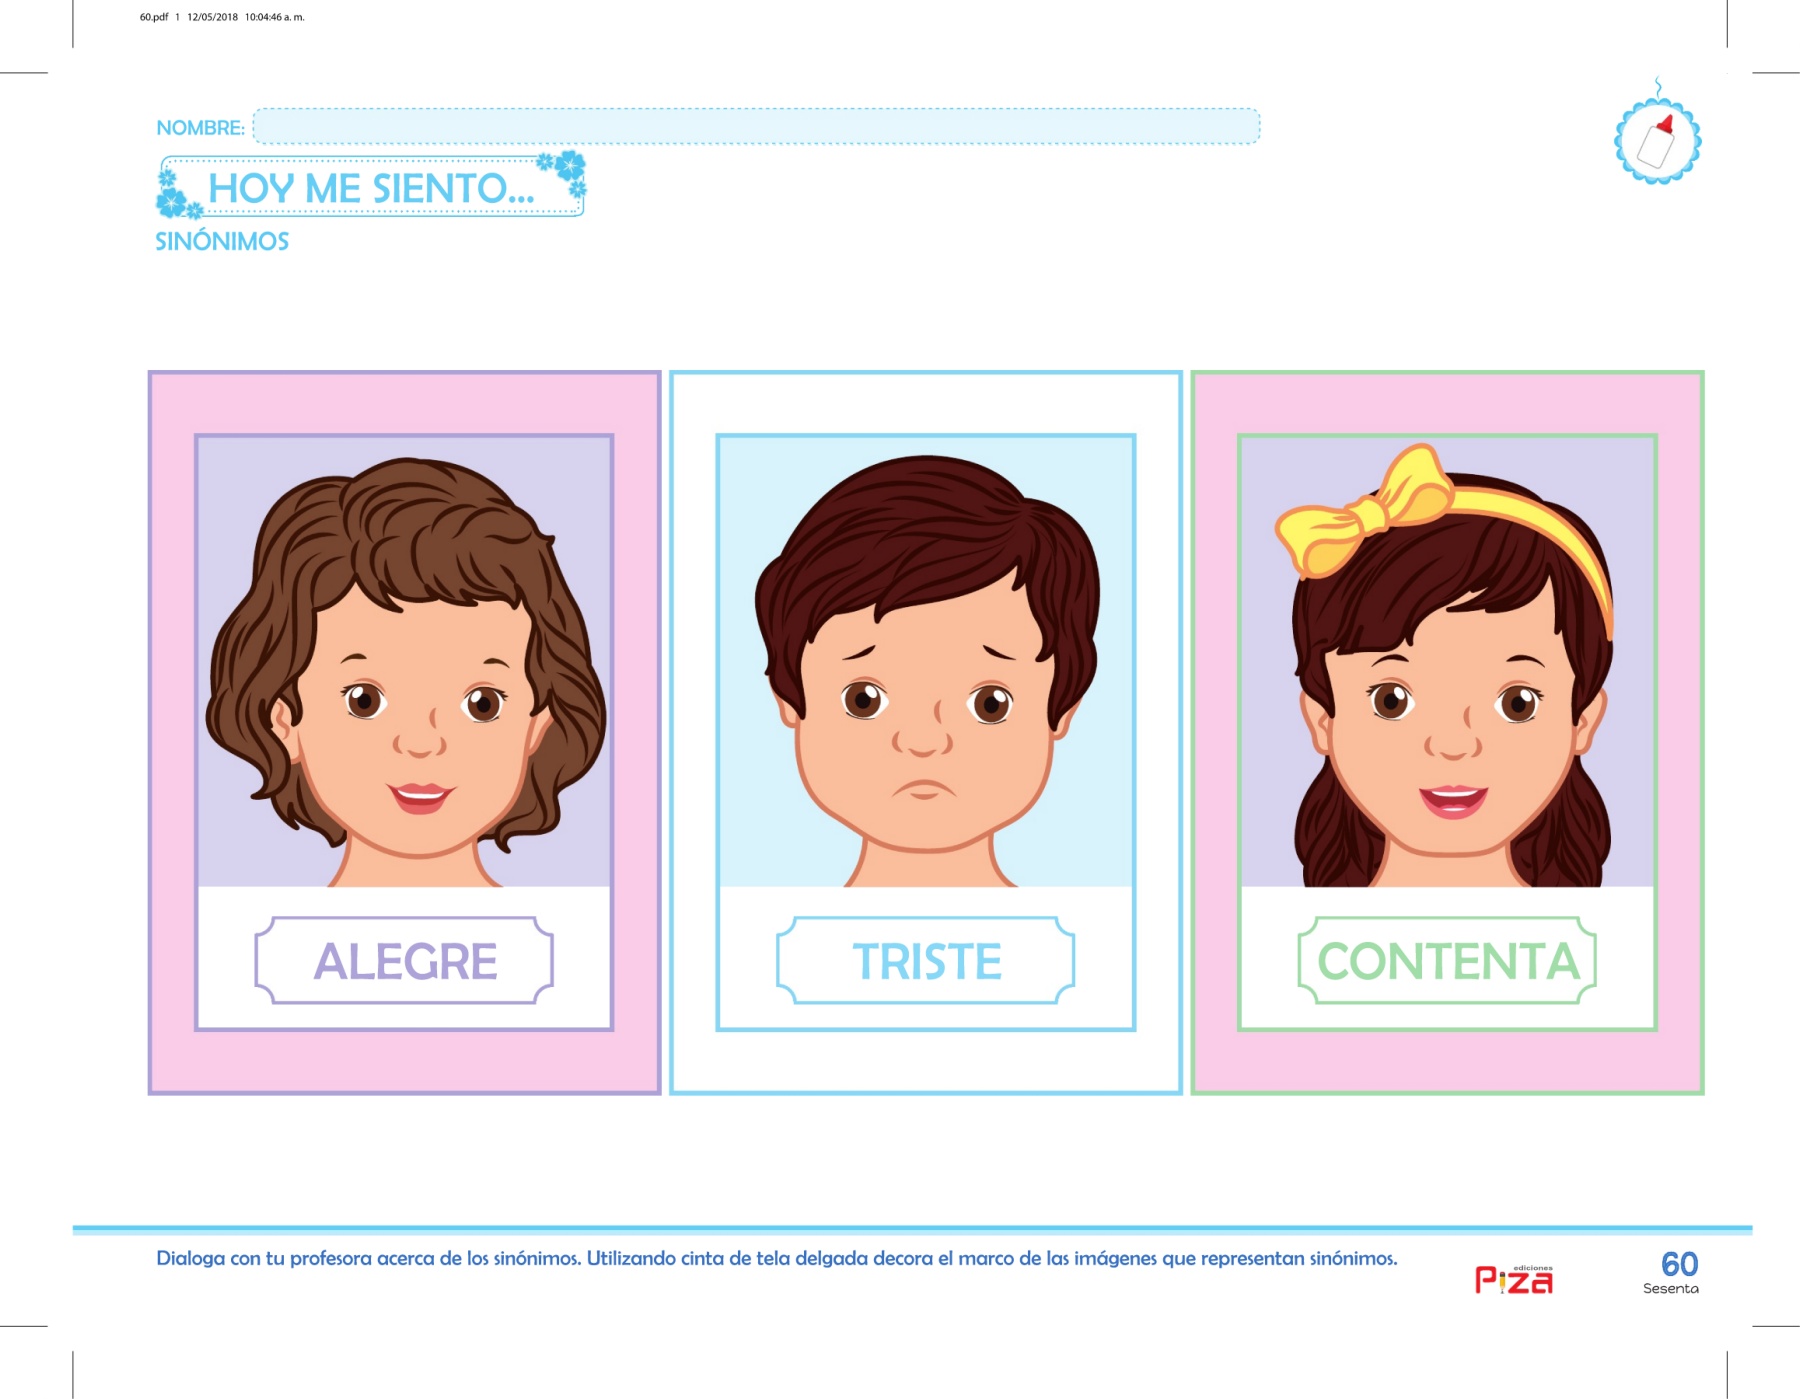 60.pdf 1 12/05/2018 10:04:46 a. m.
NOMBRE:
HOY ME SIENTO...
SINÓNIMOS
ALEGRE
TRISTE
CONTENTA
Dialoga con tu profesora acerca de los sinónimos. Utilizando cinta de tela delgada decora el marco de las imágenes que representan sinónimos.
ediciones
Piza
60
Sesenta